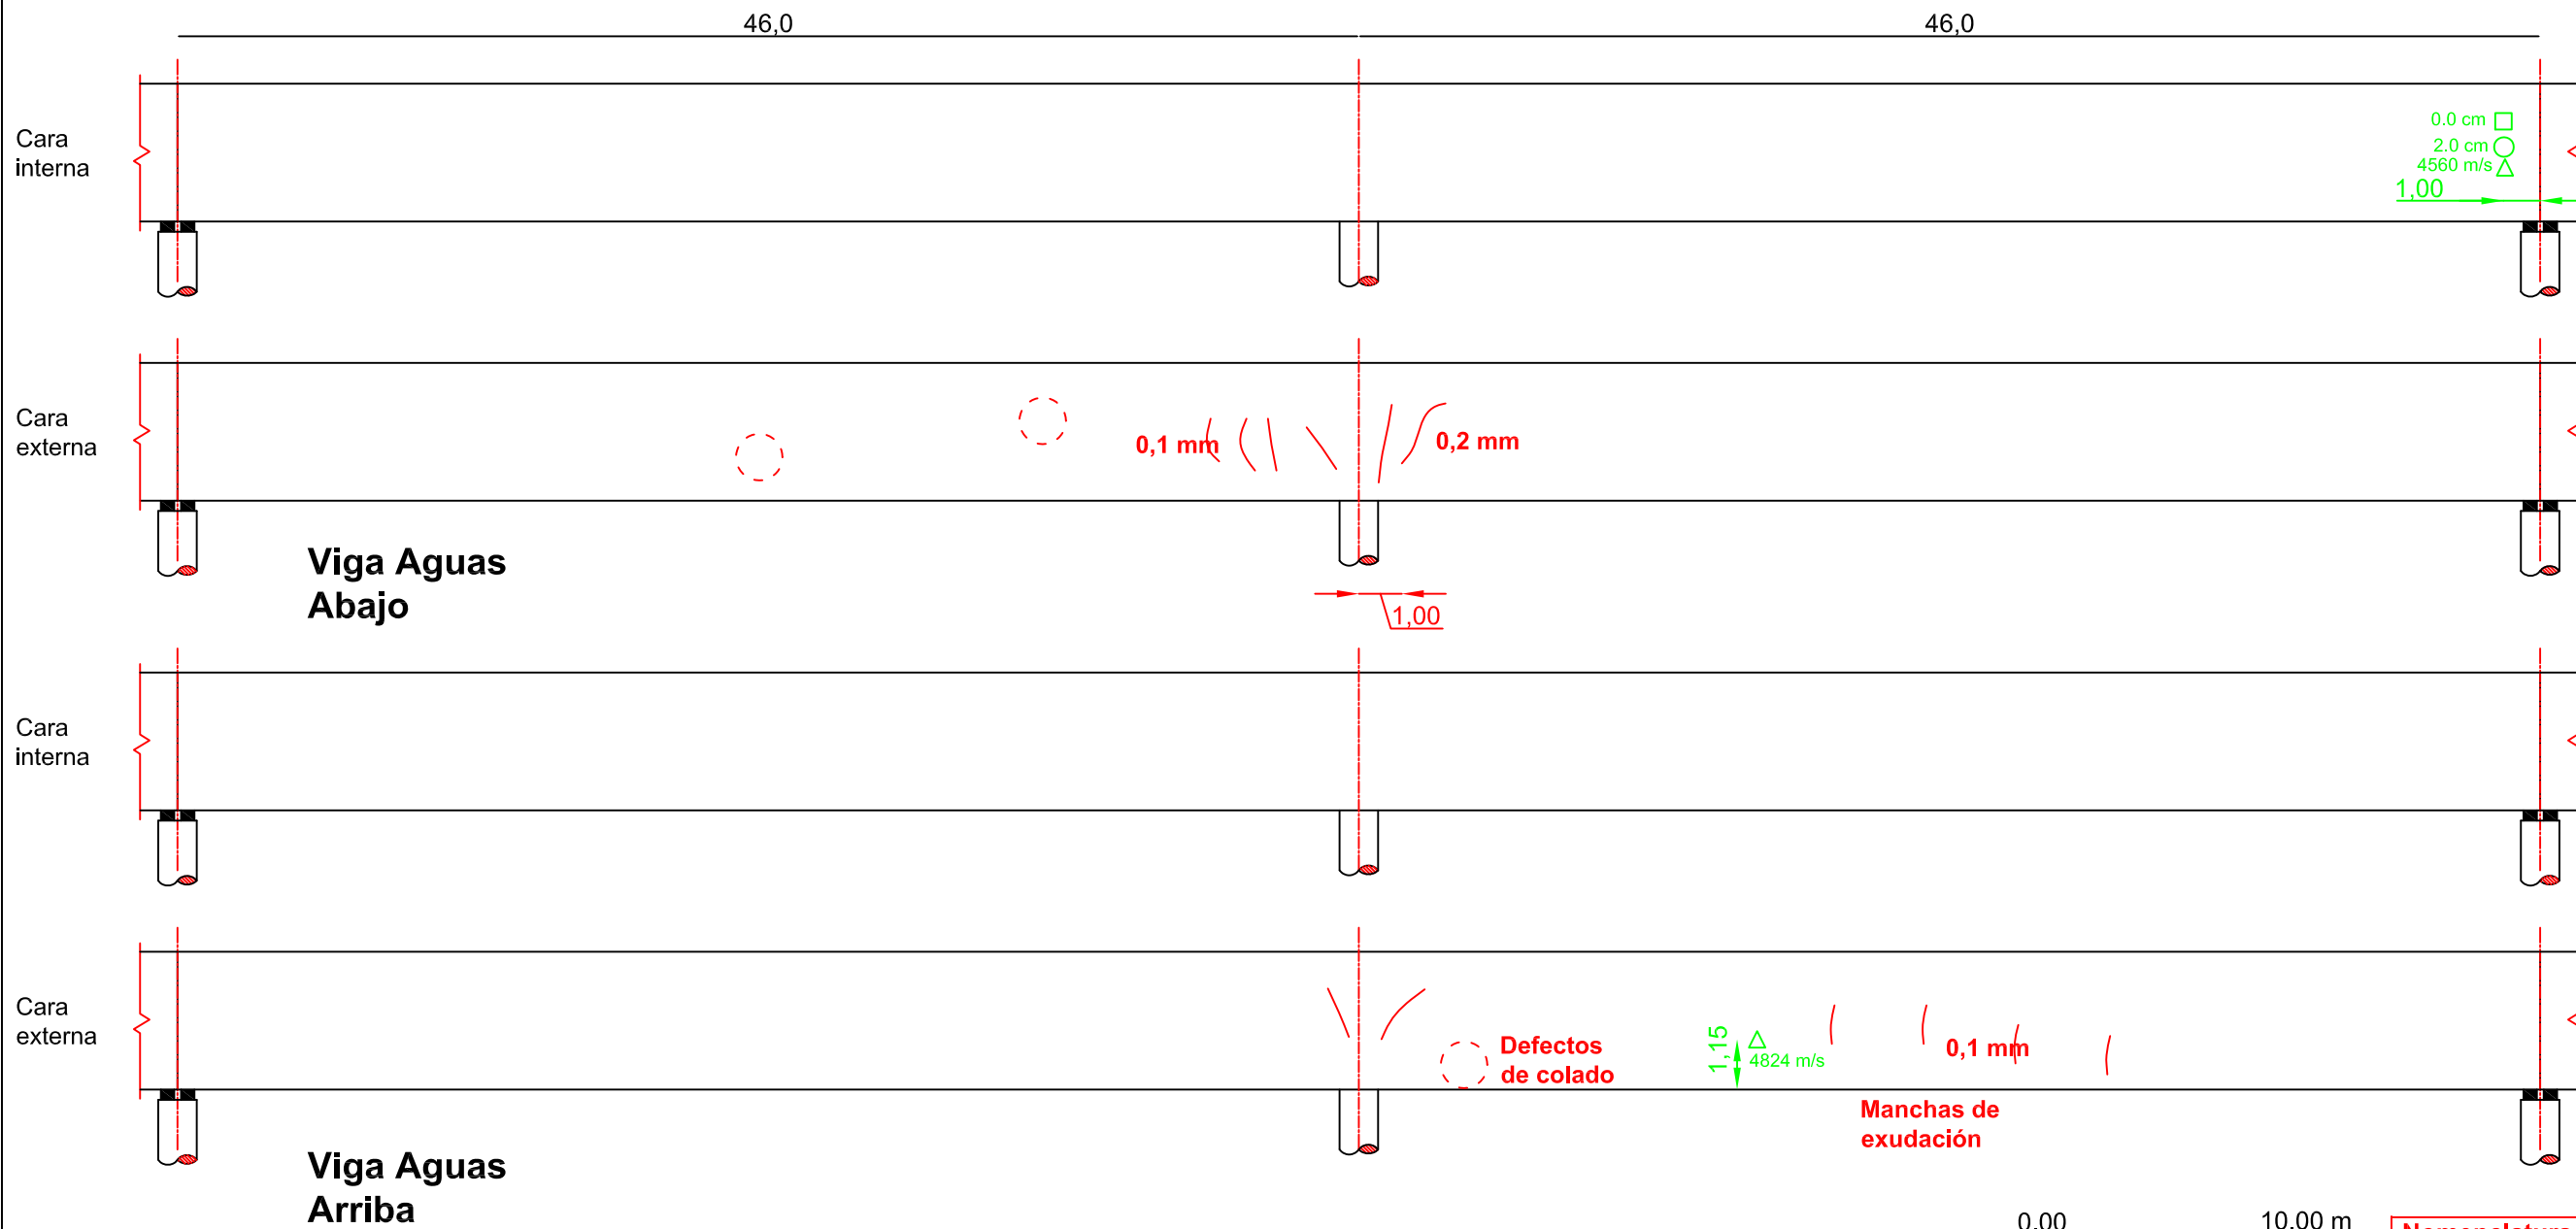 46,0
46,0
Cara
interna
0.0 cm
2.0 cm
4560 m/s
1,00
Cara
externa
0,1 mm
0,2 mm
Viga Aguas
Abajo
1,00
Cara
interna
Cara
externa
Defectos
de colado
1,15
4824 m/s
0,1 mm
Manchas de
exudación
Viga Aguas
Arriba
0.00
10.00 m
Nomenclatura